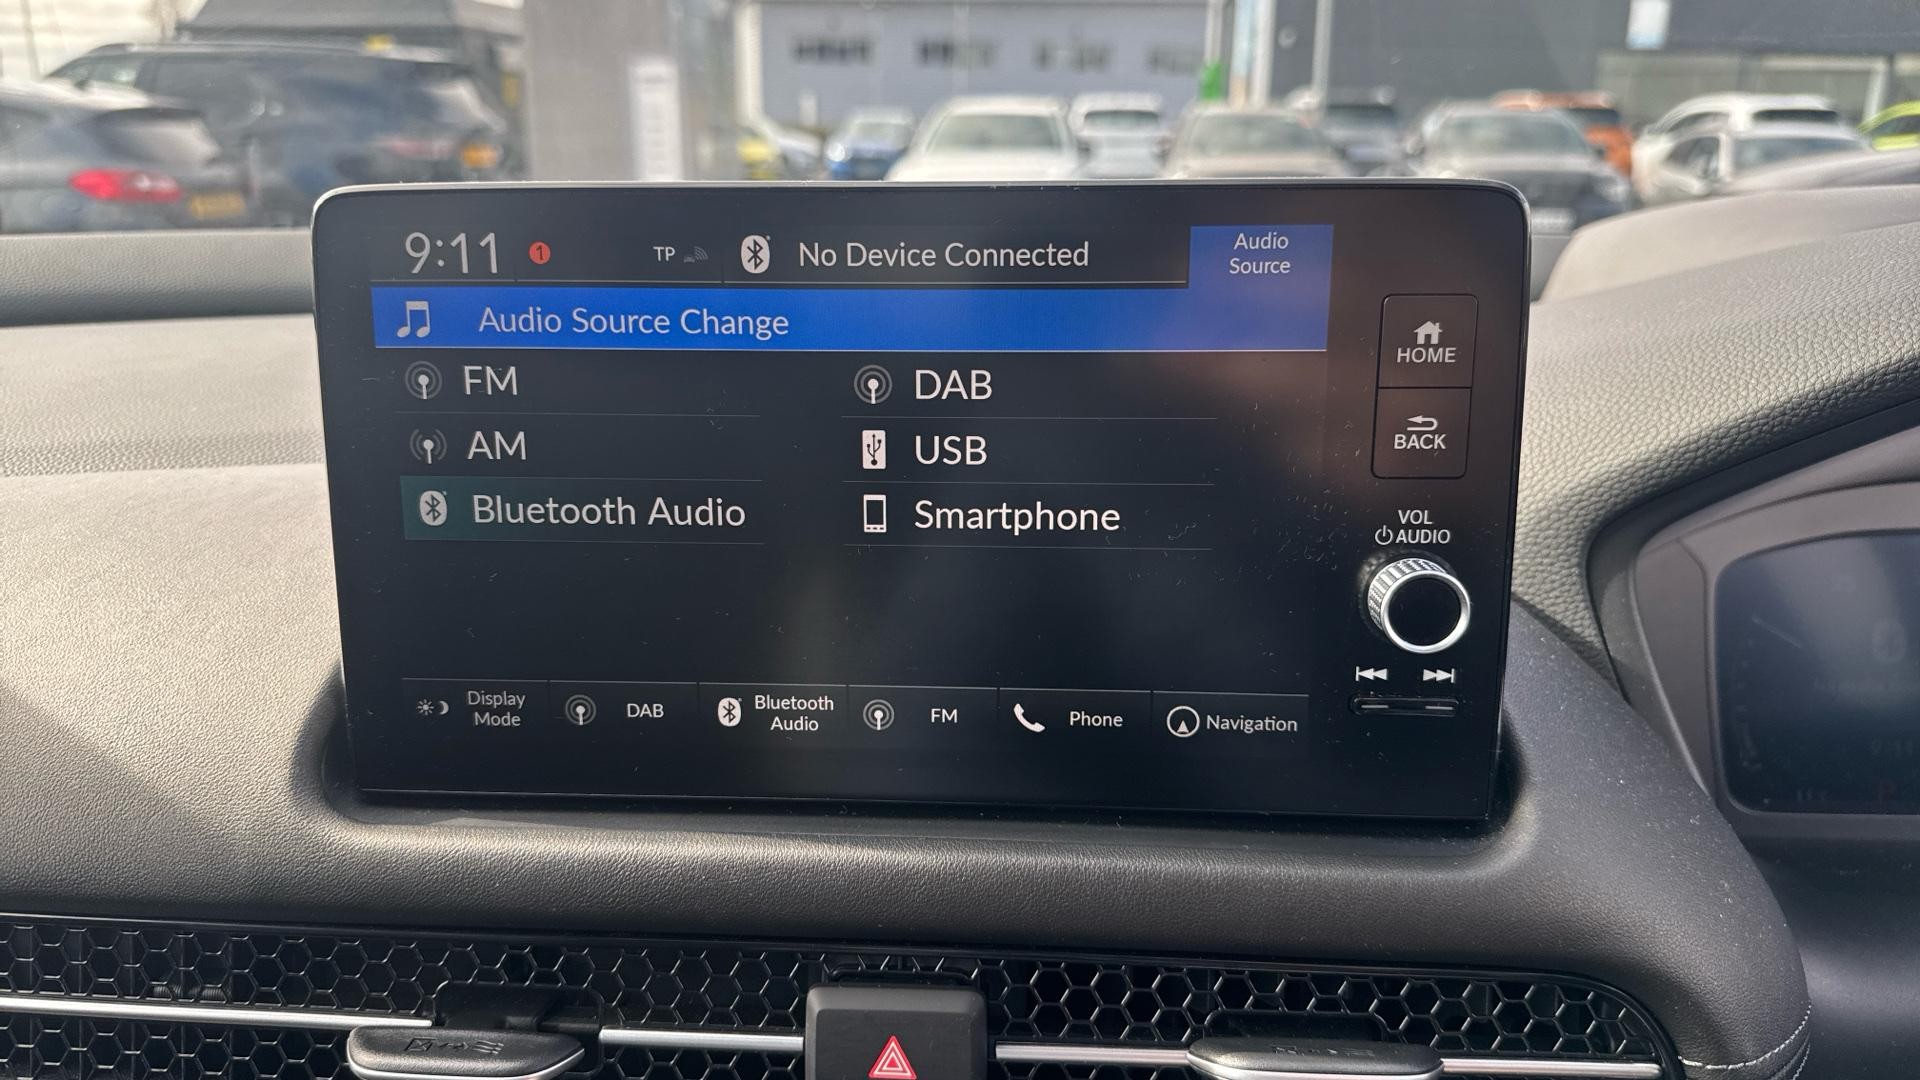 9:11 1 TP No Device Connected
Audio
Source
Audio Source Change
FM DAB
AM USB
Bluetooth Audio Smartphone
HOME
BACK
VOL
AUDIO
Display
Mode
DAB
Bluetooth
Audio
FM
Phone
Navigation